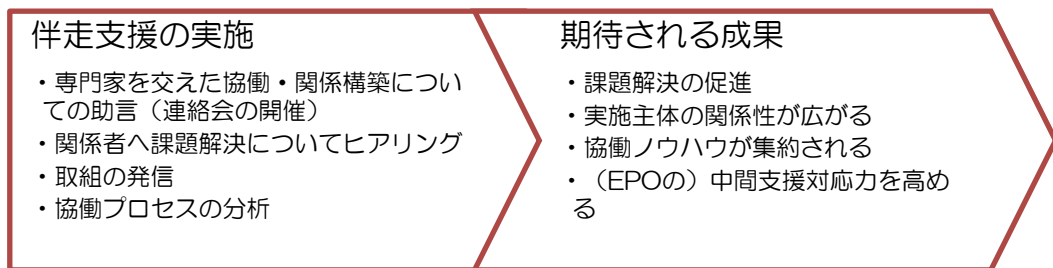 伴走支援の実施
・専門家を交えた協働・関係構築につい
ての助言（連絡会の開催）
・関係者へ課題解決についてヒアリング
・取組の発信
・協働プロセスの分析
期待される成果
・課題解決の促進
・実施主体の関係性が広がる
・協働ノウハウが集約される
・（EPOの）中間支援対応力を高め
る